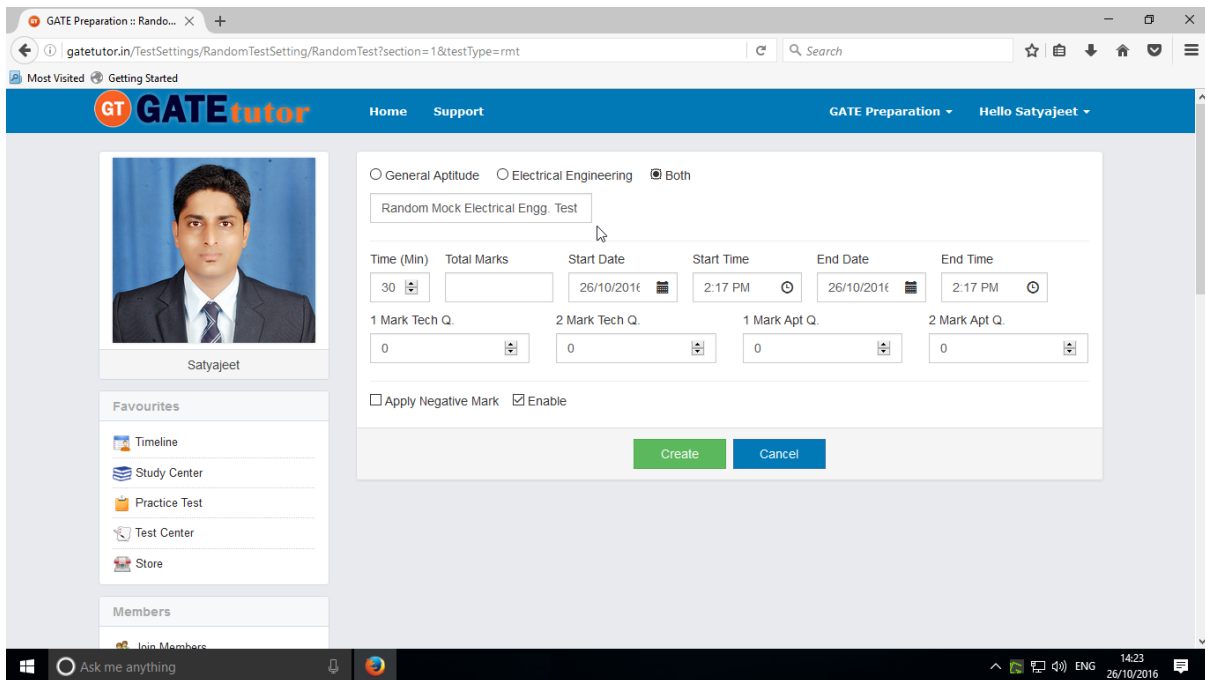 GATE Preparation :: Rando...
gatetutor.in/TestSettings/RandomTestSetting/RandomTest?section=1&testType=rmt
Search
Most Visited Getting Started
GT GATEtutor Home Support GATE Preparation Hello Satyajeet
General Aptitude Electrical Engineering Both
Random Mock Electrical Engg. Test
Time (Min) Total Marks Start Date Start Time End Date End Time
30 26/10/2016 2:17 PM 26/10/2016 2:17 PM
1 Mark Tech Q. 2 Mark Tech Q. 1 Mark Apt Q. 2 Mark Apt Q.
0 0 0 0
Satyajeet
Apply Negative Mark Enable
Create Cancel
Favourites
Timeline
Study Center
Practice Test
Test Center
Store
Members
Join Members
Ask me anything
ENG
14:23
26/10/2016